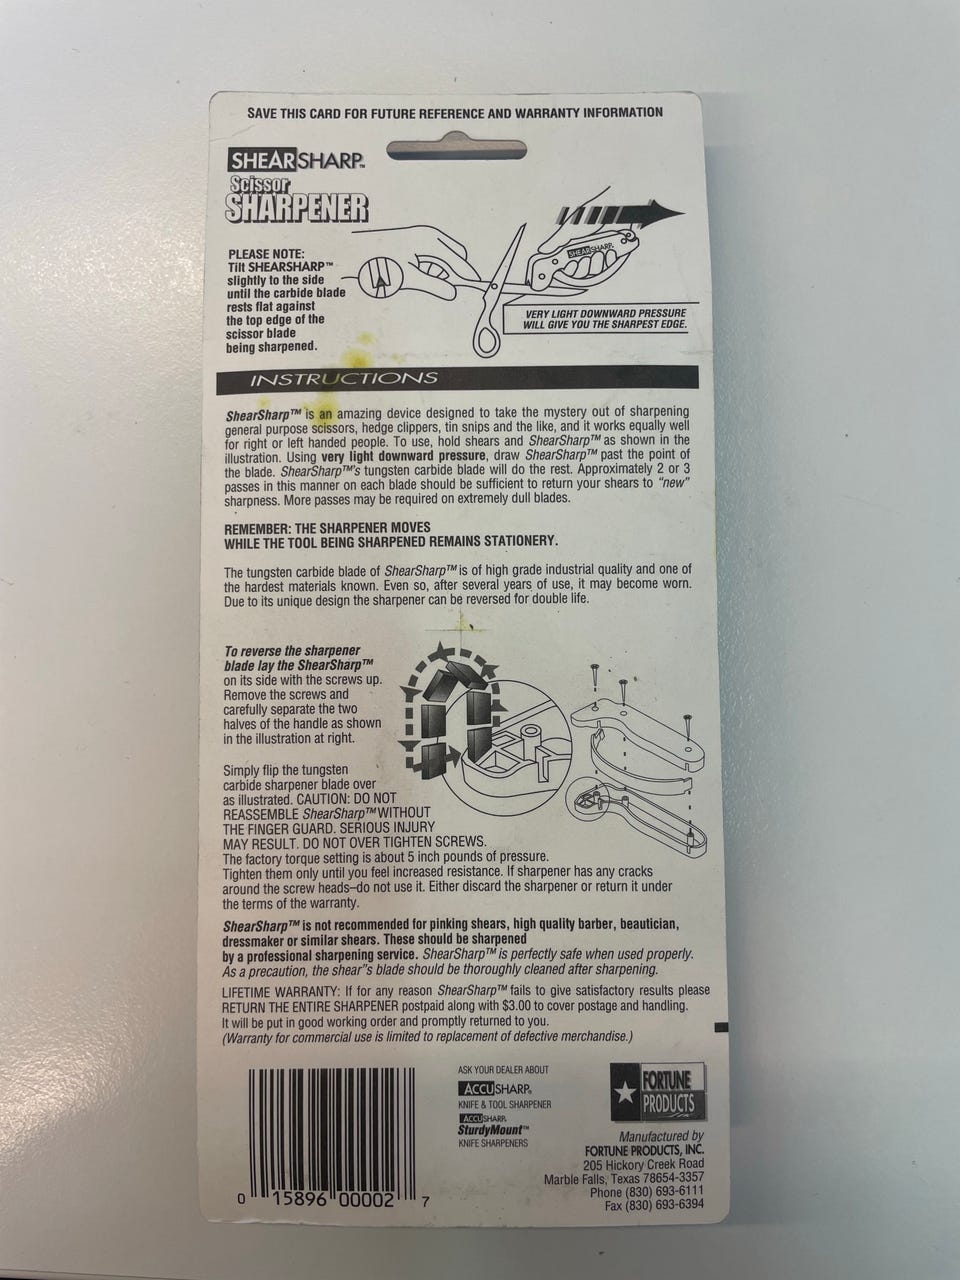 SAVE THIS CARD FOR FUTURE REFERENCE AND WARRANTY INFORMATION
SHEARSHARP™
Scissor
SHARPENER
PLEASE NOTE:
Tilt SHEARSHARP™
slightly to the side
until the carbide blade
rests flat against
the top edge of the
scissor blade
being sharpened.
SHEARSHARP
VERY LIGHT DOWNWARD PRESSURE
WILL GIVE YOU THE SHARPEST EDGE.
INSTRUCTIONS
ShearSharp™ is an amazing device designed to take the mystery out of sharpening
general purpose scissors, hedge clippers, tin snips and the like, and it works equally well
for right or left handed people. To use, hold shears and ShearSharp™ as shown in the
illustration. Using very light downward pressure, draw ShearSharp™ past the point of
the blade. ShearSharp™'s tungsten carbide blade will do the rest. Approximately 2 or 3
passes in this manner on each blade should be sufficient to return your shears to "new"
sharpness. More passes may be required on extremely dull blades.
REMEMBER: THE SHARPENER MOVES
WHILE THE TOOL BEING SHARPENED REMAINS STATIONERY.
The tungsten carbide blade of ShearSharp™ is of high grade industrial quality and one of
the hardest materials known. Even so, after several years of use, it may become worn.
Due to its unique design the sharpener can be reversed for double life.
To reverse the sharpener
blade lay the ShearSharp™
on its side with the screws up.
Remove the screws and
carefully separate the two
halves of the handle as shown
in the illustration at right.
Simply flip the tungsten
carbide sharpener blade over
as illustrated. CAUTION: DO NOT
REASSEMBLE ShearSharp™ WITHOUT
THE FINGER GUARD. SERIOUS INJURY
MAY RESULT. DO NOT OVER TIGHTEN SCREWS.
The factory torque setting is about 5 inch pounds of pressure.
Tighten them only until you feel increased resistance. If sharpener has any cracks
around the screw heads–do not use it. Either discard the sharpener or return it under
the terms of the warranty.
ShearSharp™ is not recommended for pinking shears, high quality barber, beautician,
dressmaker or similar shears. These should be sharpened
by a professional sharpening service. ShearSharp™ is perfectly safe when used properly.
As a precaution, the shear"s blade should be thoroughly cleaned after sharpening.
LIFETIME WARRANTY: If for any reason ShearSharp™ fails to give satisfactory results please
RETURN THE ENTIRE SHARPENER postpaid along with $3.00 to cover postage and handling.
It will be put in good working order and promptly returned to you.
(Warranty for commercial use is limited to replacement of defective merchandise.)
0 15896 00002 7
ASK YOUR DEALER ABOUT
ACCUSHARP®
KNIFE & TOOL SHARPENER
ACCUSHARP®
SturdyMount™
KNIFE SHARPENERS
FORTUNE
PRODUCTS
Inc.
Manufactured by
FORTUNE PRODUCTS, INC.
205 Hickory Creek Road
Marble Falls, Texas 78654-3357
Phone (830) 693-6111
Fax (830) 693-6394